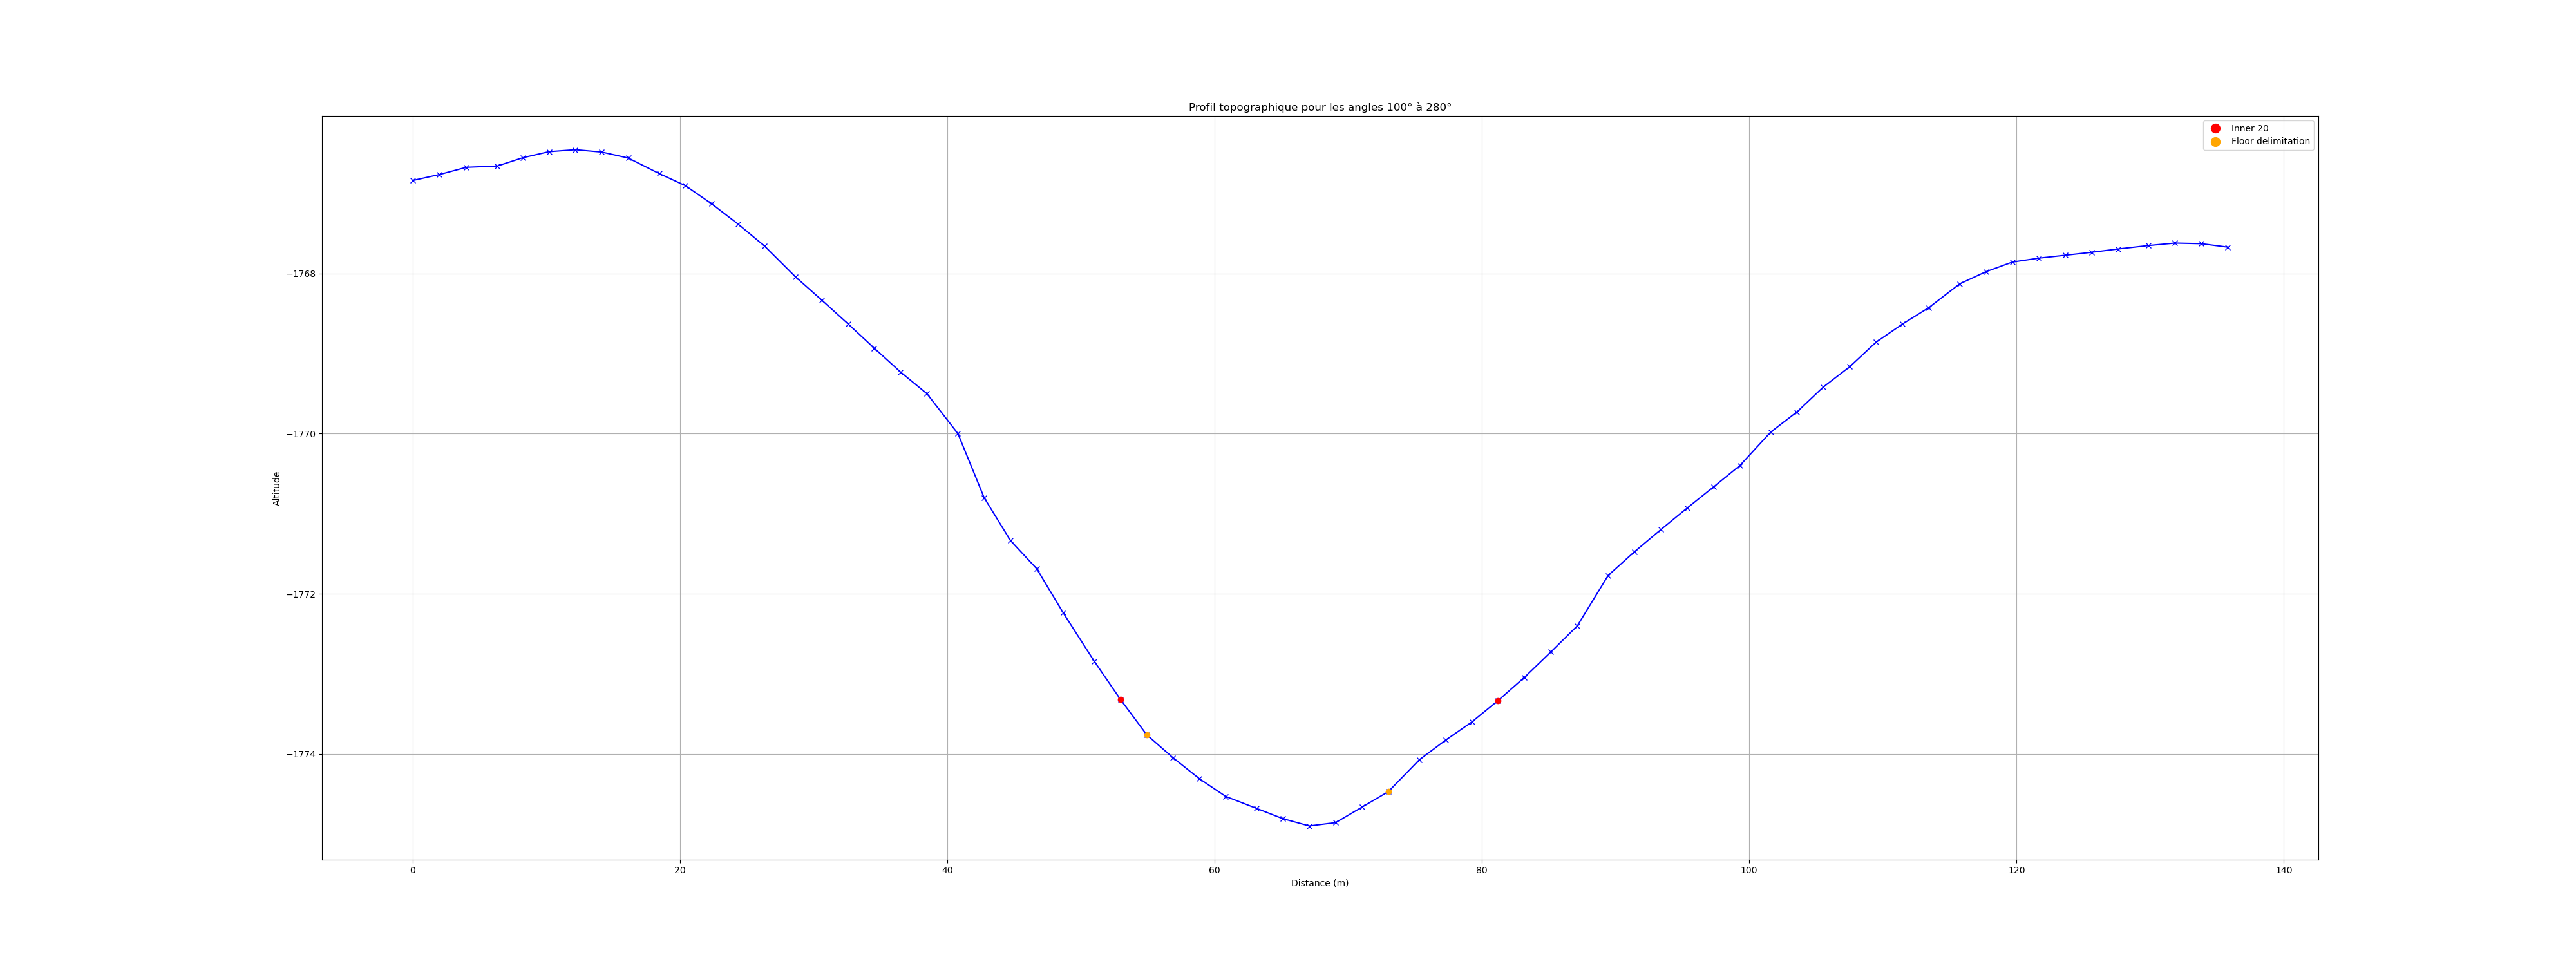 Profil topographique pour les angles 100° à 280°
Inner 20
Floor delimitation
Altitude
−1768
−1770
−1772
−1774
0 20 40 60 80 100 120 140
Distance (m)